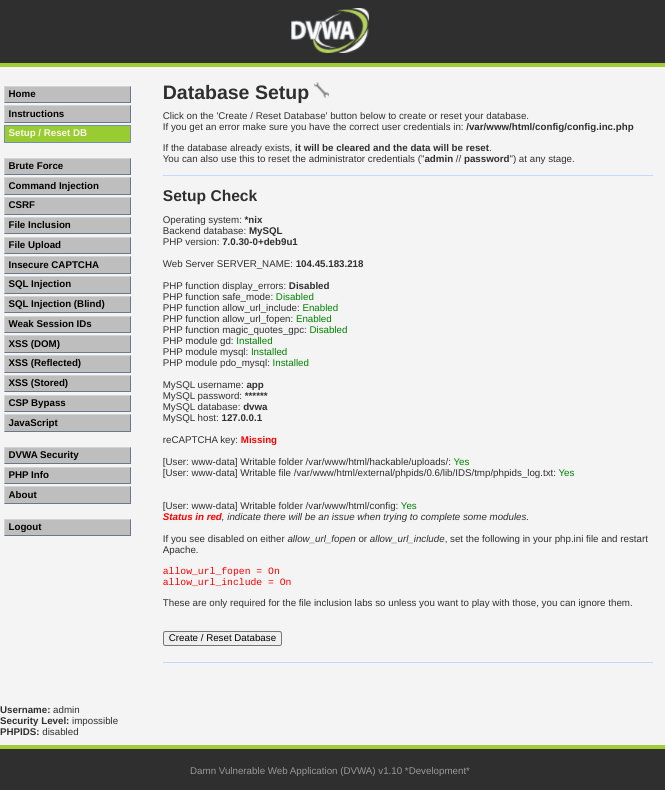 DVWA
Home
Instructions
Setup / Reset DB
Brute Force
Command Injection
CSRF
File Inclusion
File Upload
Insecure CAPTCHA
SQL Injection
SQL Injection (Blind)
Weak Session IDs
XSS (DOM)
XSS (Reflected)
XSS (Stored)
CSP Bypass
JavaScript
DVWA Security
PHP Info
About
Logout
Database Setup
Click on the 'Create / Reset Database' button below to create or reset your database.
If you get an error make sure you have the correct user credentials in: /var/www/html/config/config.inc.php
If the database already exists, it will be cleared and the data will be reset.
You can also use this to reset the administrator credentials ("admin // password") at any stage.
Setup Check
Operating system: *nix
Backend database: MySQL
PHP version: 7.0.30-0+deb9u1
Web Server SERVER_NAME: 104.45.183.218
PHP function display_errors: Disabled
PHP function safe_mode: Disabled
PHP function allow_url_include: Enabled
PHP function allow_url_fopen: Enabled
PHP function magic_quotes_gpc: Disabled
PHP module gd: Installed
PHP module mysql: Installed
PHP module pdo_mysql: Installed
MySQL username: app
MySQL password: ******
MySQL database: dvwa
MySQL host: 127.0.0.1
reCAPTCHA key: Missing
[User: www-data] Writable folder /var/www/html/hackable/uploads/: Yes
[User: www-data] Writable file /var/www/html/external/phpids/0.6/lib/IDS/tmp/phpids_log.txt: Yes
[User: www-data] Writable folder /var/www/html/config: Yes
Status in red, indicate there will be an issue when trying to complete some modules.
If you see disabled on either allow_url_fopen or allow_url_include, set the following in your php.ini file and restart
Apache.
allow_url_fopen = On
allow_url_include = On
These are only required for the file inclusion labs so unless you want to play with those, you can ignore them.
Create / Reset Database
Username: admin
Security Level: impossible
PHPIDS: disabled
Damn Vulnerable Web Application (DVWA) v1.10 *Development*